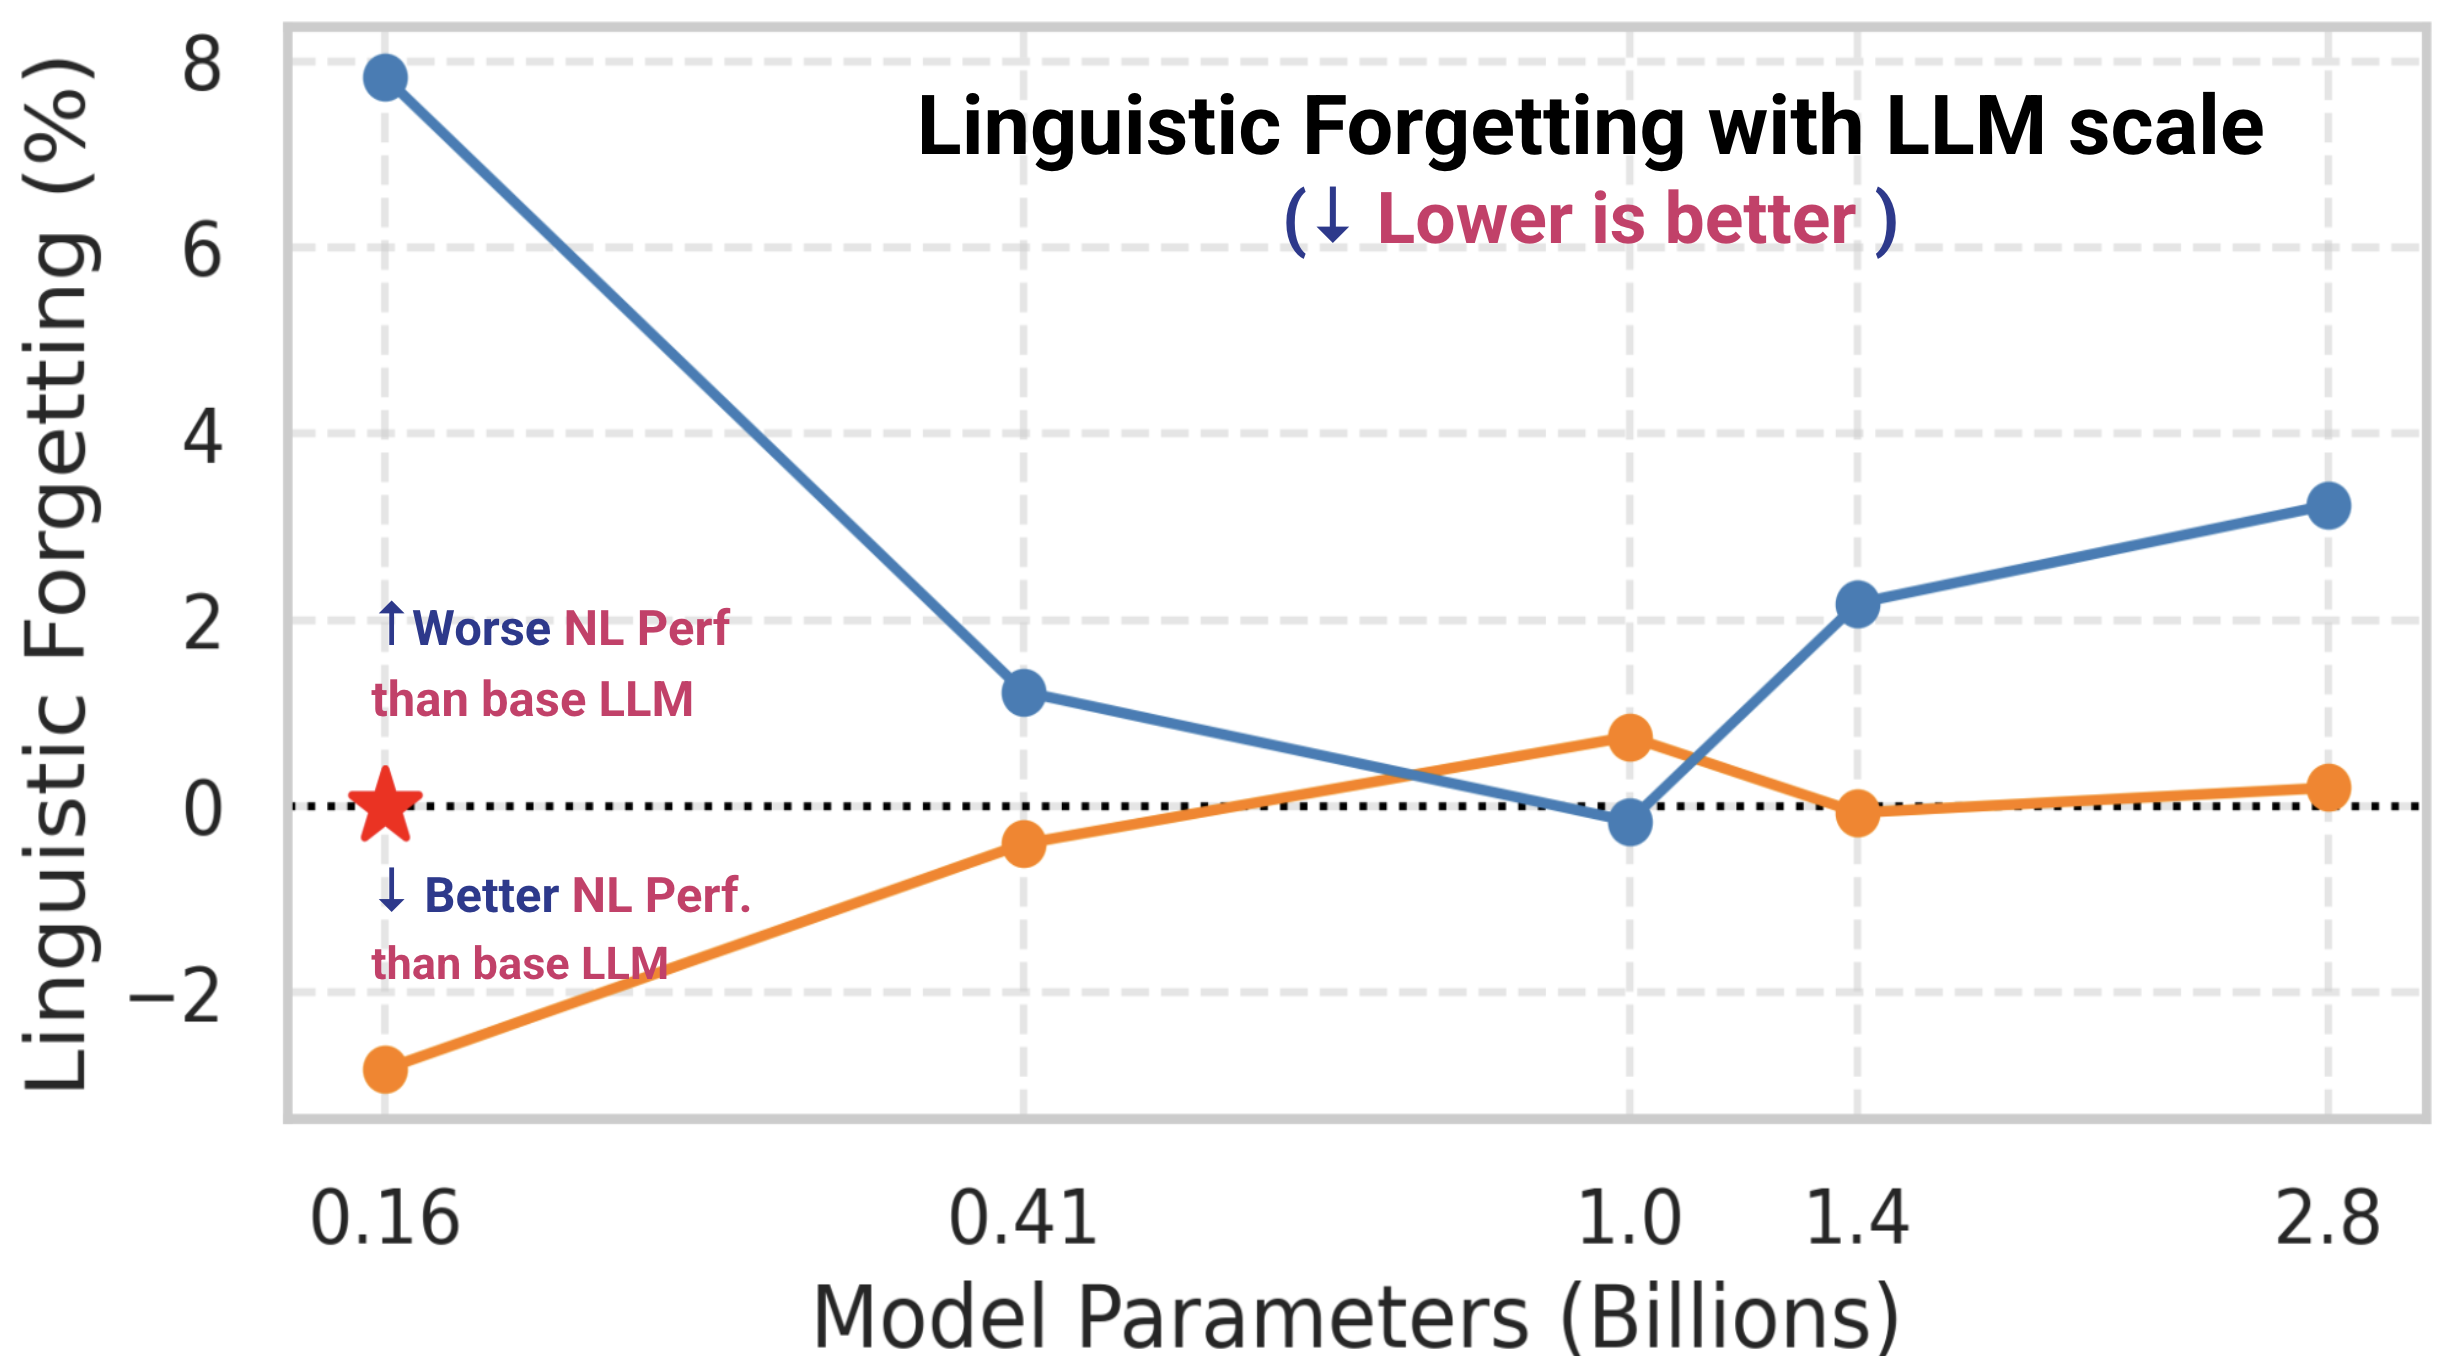 Linguistic Forgetting with LLM scale
(↓ Lower is better )
Linguistic Forgetting (%)
8
6
4
2
0
−2
↑ Worse NL Perf
than base LLM
↓ Better NL Perf.
than base LLM
0.16
0.41
1.0
1.4
2.8
Model Parameters (Billions)